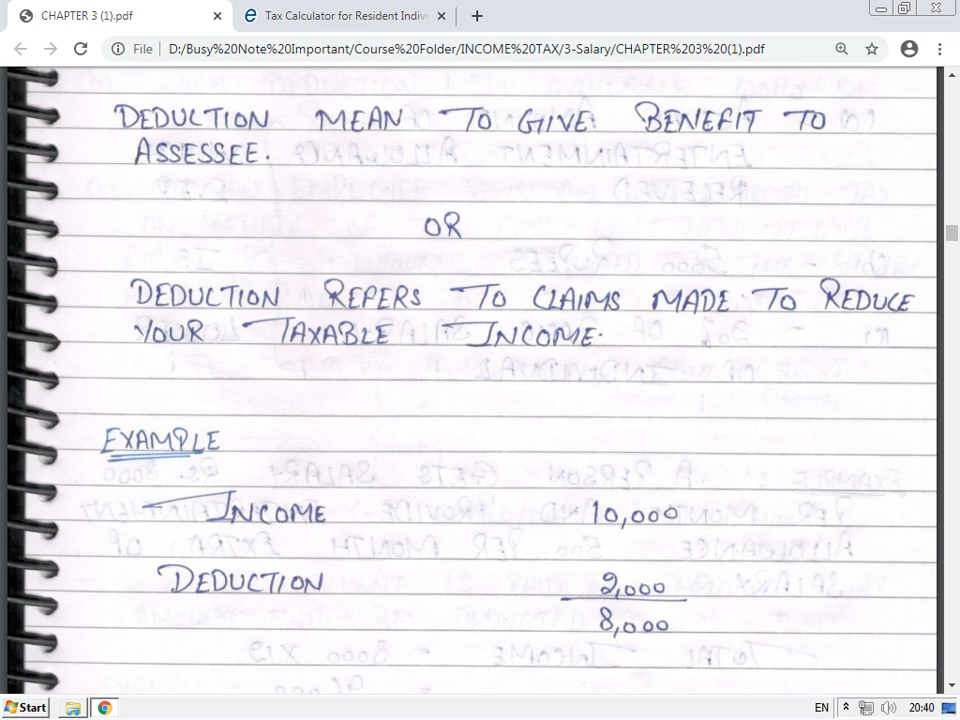 CHAPTER 3 (1).pdf
Tax Calculator for Resident Indivi
File
D:/Busy%20Note%20Important/Course%20Folder/INCOME%20TAX/3-Salary/CHAPTER%203%20(1).pdf
DEDUCTION MEAN TO GIVE BENEFIT TO
ASSESSEE.
OR
DEDUCTION REFERS TO CLAIMS MADE TO REDUCE
YOUR TAXABLE INCOME.
EXAMPLE
INCOME 10,000
DEDUCTION 2,000
8,000
Start
EN
20:40